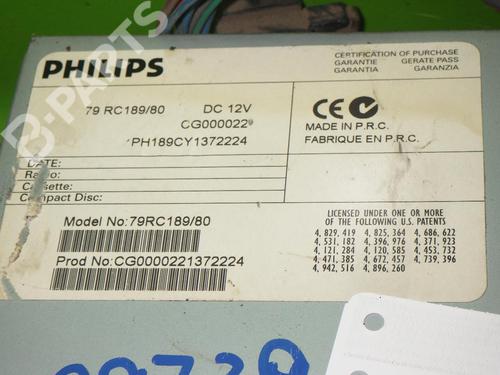 B-PARTS
PHILIPS
CERTIFICATION OF PURCHASE
GARANTIE GERATE PASS
GARANTIE GARANZIA
79 RC189/80 DC 12V
CG000022
PH189CY1372224
MADE IN P.R.C.
FABRIQUE EN P.R.C.
DATE:
Radio:
Cassette:
Compact Disc:
Model No:79RC189/80
Prod No:CG0000221372224
LICENSED UNDER ONE OR MORE
OF THE FOLLOWING U.S. PATENTS
4, 829, 419 4, 825, 364 4, 686, 622
4, 531, 182 4, 396, 976 4, 371, 923
4, 121, 284 4, 120, 585 4, 453, 732
4, 471, 385 4, 672, 457 4, 739, 396
4, 942, 516 4, 896, 260